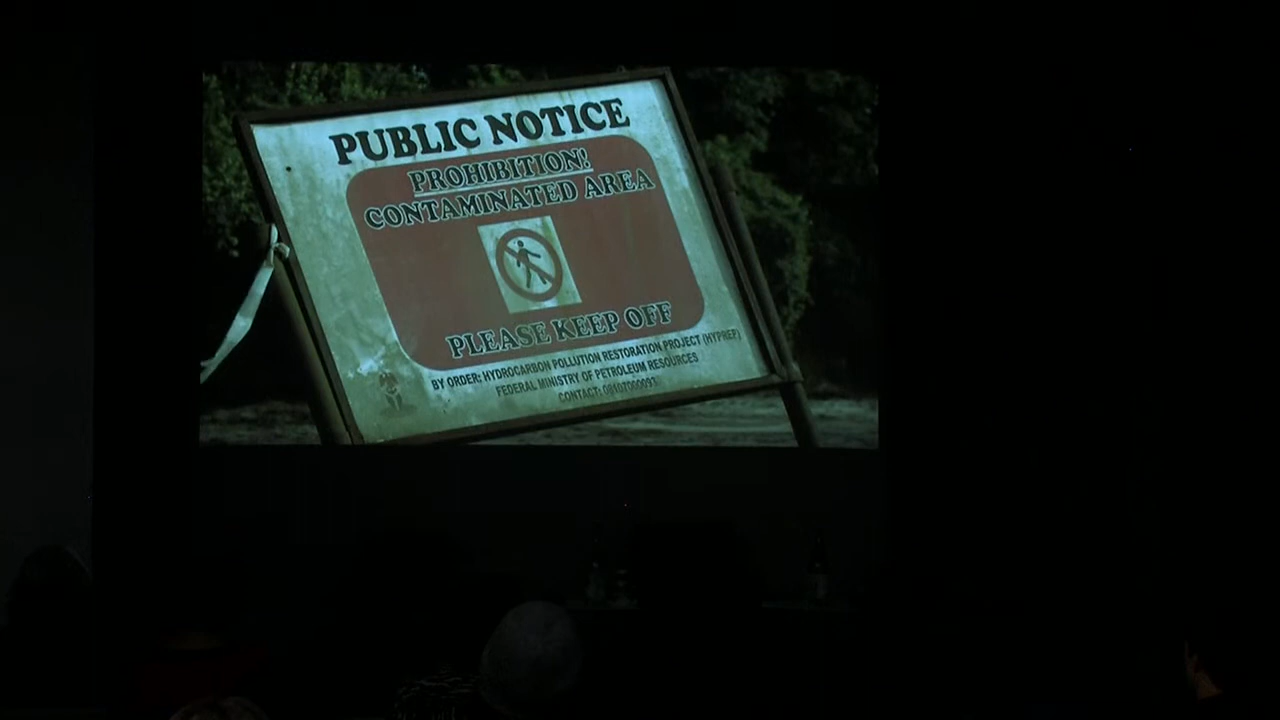 PUBLIC NOTICE
PROHIBITION!
CONTAMINATED AREA
PLEASE KEEP OFF
BY ORDER: HYDROCARBON POLLUTION RESTORATION PROJECT (HYPREP)
FEDERAL MINISTRY OF PETROLEUM RESOURCES
CONTACT: